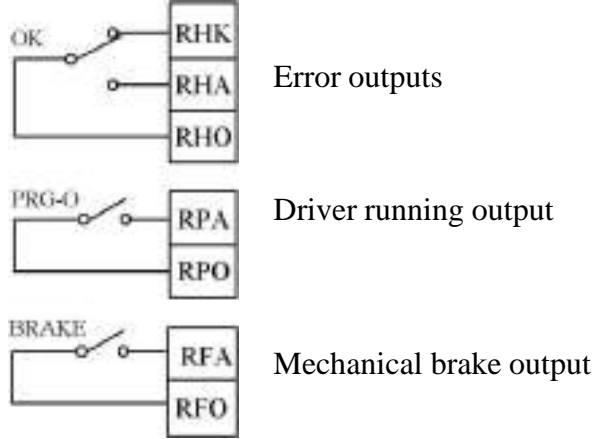 OK
RHK
RHA
RHO
Error outputs
PRG-O
RPA
RPO
Driver running output
BRAKE
RFA
RFO
Mechanical brake output